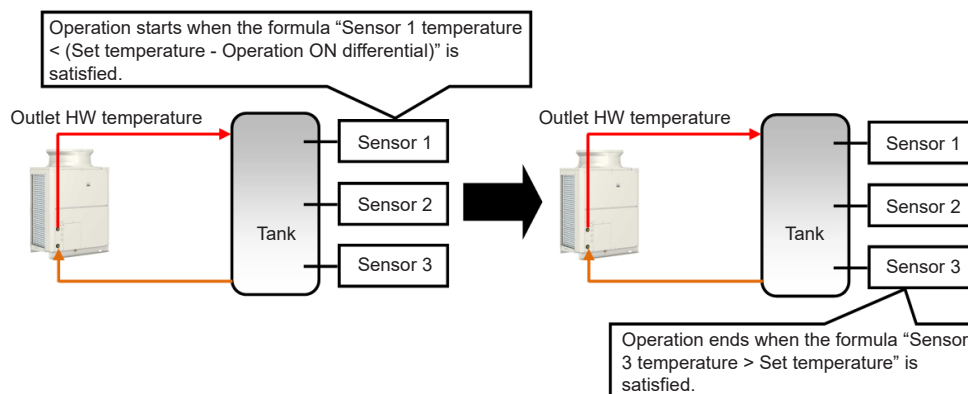 Operation starts when the formula “Sensor 1 temperature
< (Set temperature - Operation ON differential)” is
satisfied.
Outlet HW temperature
Sensor 1
Sensor 2
Tank
Sensor 3
Outlet HW temperature
Sensor 1
Sensor 2
Tank
Sensor 3
Operation ends when the formula “Sensor
3 temperature > Set temperature” is
satisfied.